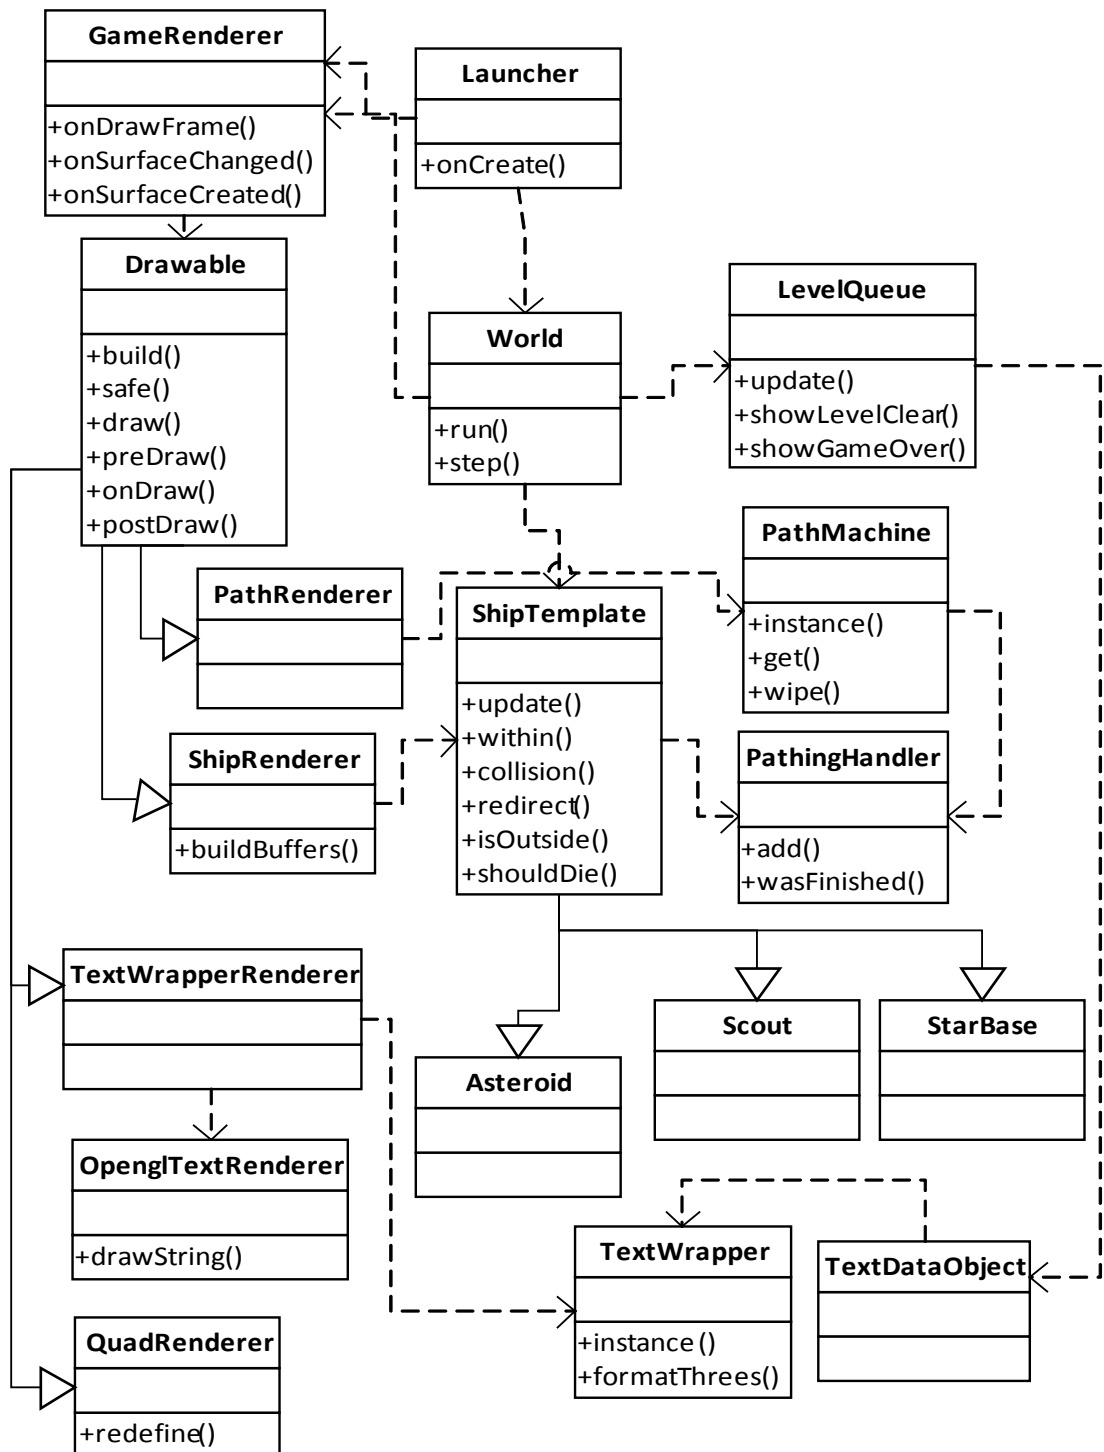 GameRenderer
+onDrawFrame()
+onSurfaceChanged()
+onSurfaceCreated()
Launcher
+onCreate()
Drawable
+build()
+safe()
+draw()
+preDraw()
+onDraw()
+postDraw()
World
+run()
+step()
LevelQueue
+update()
+showLevelClear()
+showGameOver()
PathRenderer
ShipTemplate
+update()
+within()
+collision()
+redirect()
+isOutside()
+shouldDie()
PathMachine
+instance()
+get()
+wipe()
ShipRenderer
+buildBuffers()
PathingHandler
+add()
+wasFinished()
TextWrapperRenderer
Scout
StarBase
Asteroid
OpenglTextRenderer
+drawString()
TextWrapper
+instance()
+formatThrees()
TextDataObject
QuadRenderer
+redefine()